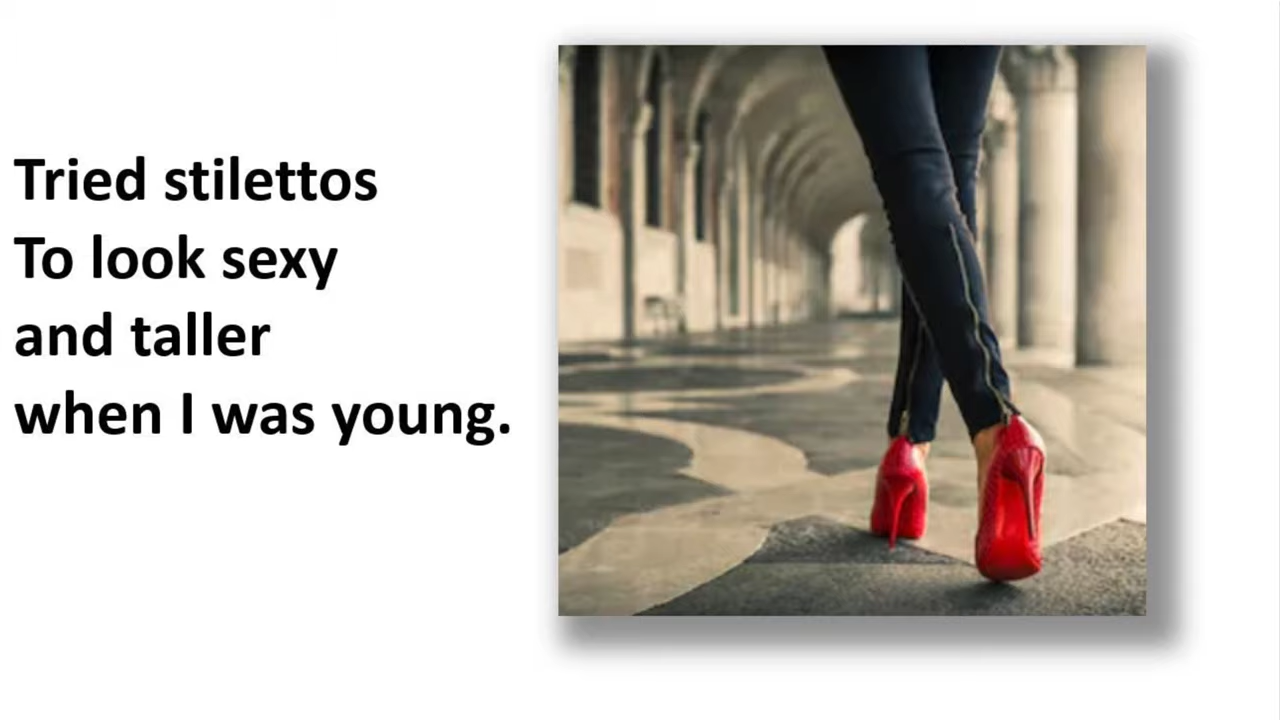 Tried stilettos
To look sexy
and taller
when I was young.